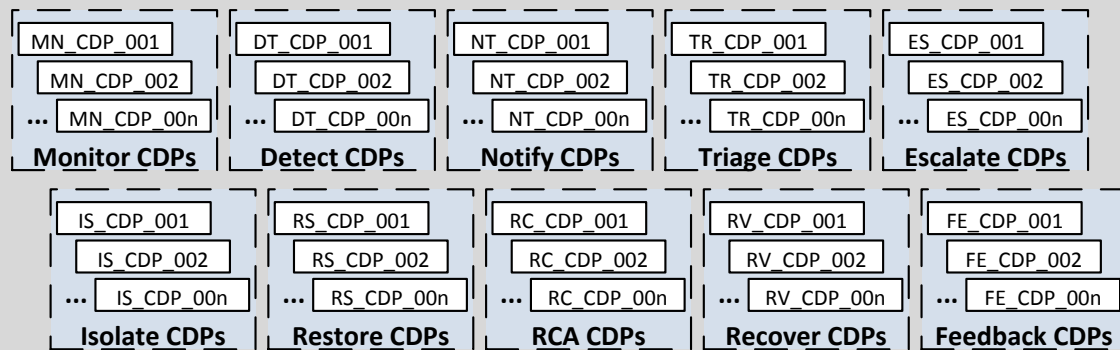 MN_CDP_001
MN_CDP_002
... MN_CDP_00n
Monitor CDPs
DT_CDP_001
DT_CDP_002
... DT_CDP_00n
Detect CDPs
NT_CDP_001
NT_CDP_002
... NT_CDP_00n
Notify CDPs
TR_CDP_001
TR_CDP_002
... TR_CDP_00n
Triage CDPs
ES_CDP_001
ES_CDP_002
... ES_CDP_00n
Escalate CDPs
IS_CDP_001
IS_CDP_002
... IS_CDP_00n
Isolate CDPs
RS_CDP_001
RS_CDP_002
... RS_CDP_00n
Restore CDPs
RC_CDP_001
RC_CDP_002
... RC_CDP_00n
RCA CDPs
RV_CDP_001
RV_CDP_002
... RV_CDP_00n
Recover CDPs
FE_CDP_001
FE_CDP_002
... FE_CDP_00n
Feedback CDPs